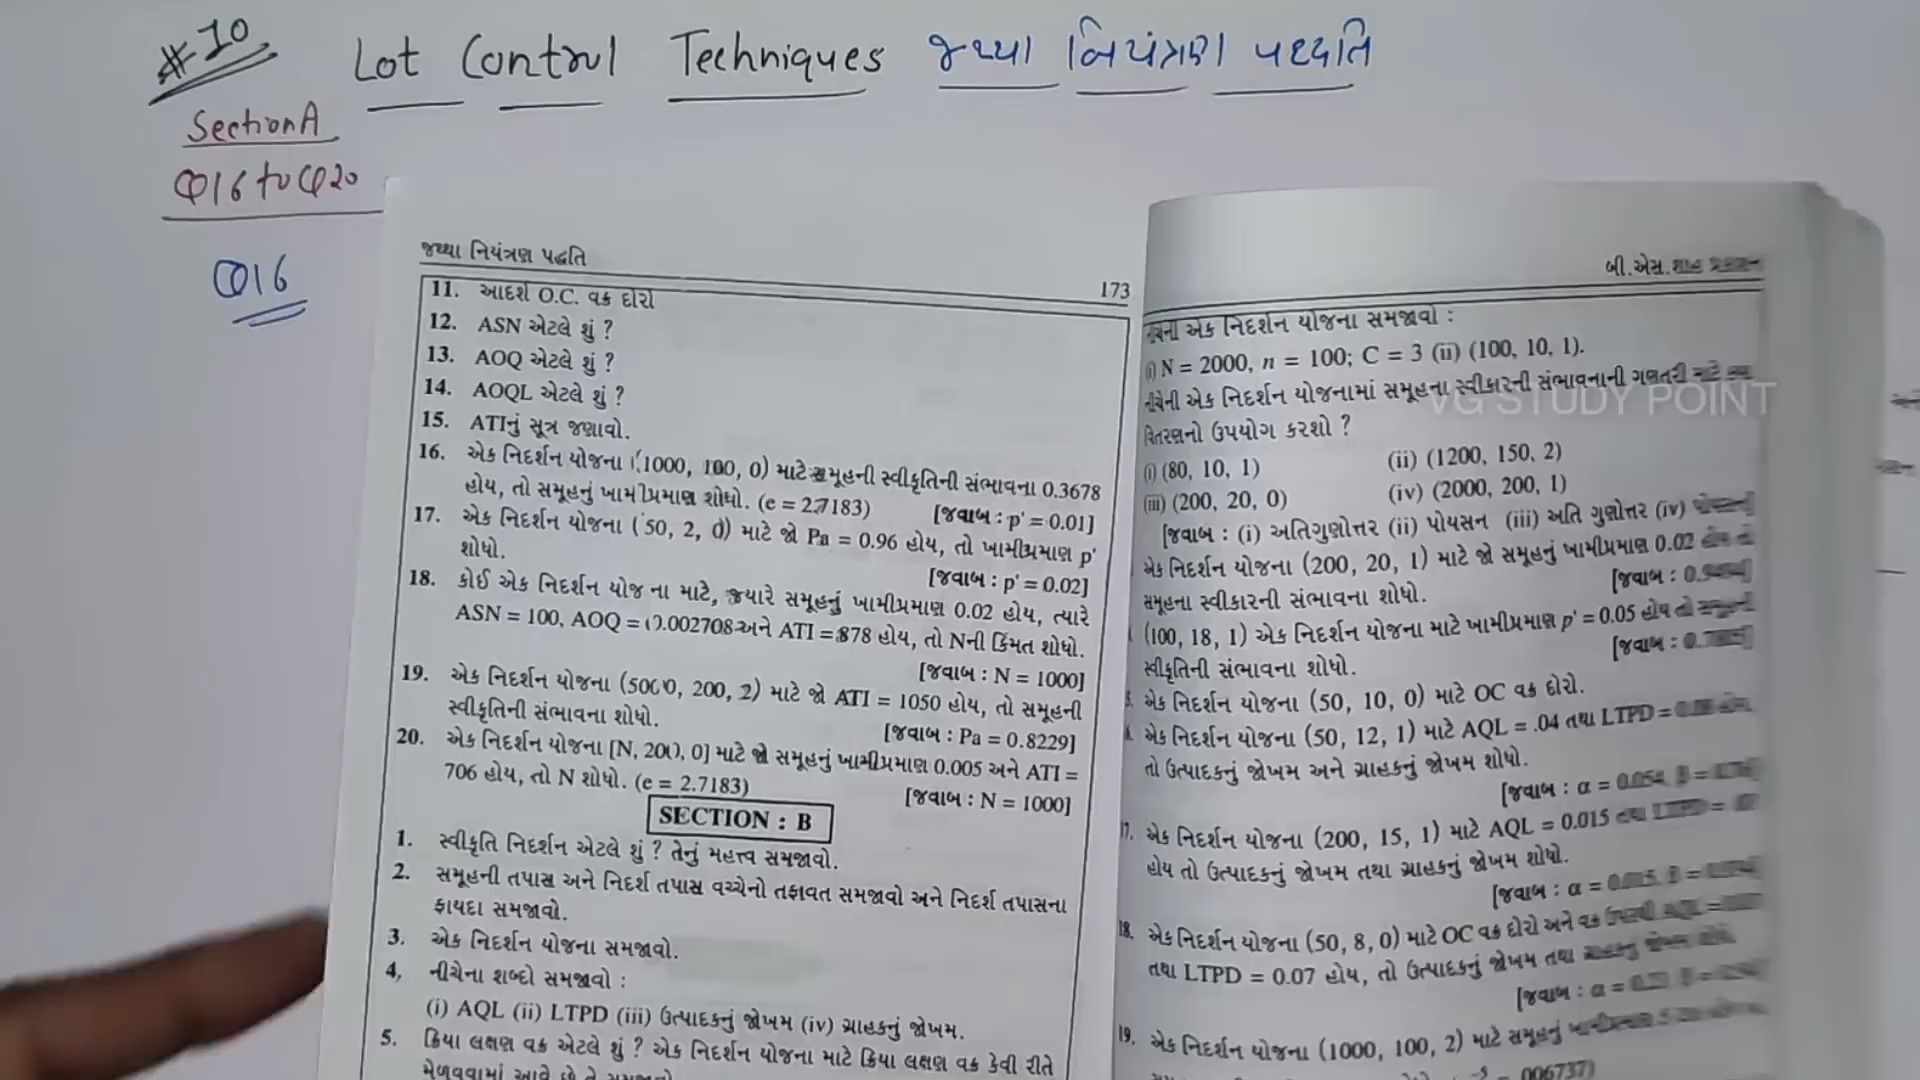 #10 Lot Control Techniques જથ્થા નિયંત્રણ પધ્ધતિ
Section A
Q16 to Q20
Q16
જથ્થા નિયંત્રણ પદ્ધતિ 173
11. આદર્શ O.C. વક્ર દોરો
12. ASN એટલે શું ?
13. AOQ એટલે શું ?
14. AOQL એટલે શું ?
15. ATIનું સૂત્ર જણાવો.
16. એક નિદર્શન યોજના (1000, 100, 0) માટે સમૂહની સ્વીકૃતિની સંભાવના 0.3678
હોય, તો સમૂહનું ખામીપ્રમાણ શોધો. (e = 2.7183) [જવાબ : p' = 0.01]
17. એક નિદર્શન યોજના (50, 2, 0) માટે જો Pa = 0.96 હોય, તો ખામીપ્રમાણ p'
શોધો. [જવાબ : p' = 0.02]
18. કોઈ એક નિદર્શન યોજના માટે, જ્યારે સમૂહનું ખામીપ્રમાણ 0.02 હોય, ત્યારે
ASN = 100, AOQ = 0.002708 અને ATI = 878 હોય, તો Nની કિંમત શોધો.
[જવાબ : N = 1000]
19. એક નિદર્શન યોજના (5000, 200, 2) માટે જો ATI = 1050 હોય, તો સમૂહની
સ્વીકૃતિની સંભાવના શોધો. [જવાબ : Pa = 0.8229]
20. એક નિદર્શન યોજના [N, 200, 0] માટે જો સમૂહનું ખામીપ્રમાણ 0.005 અને ATI =
706 હોય, તો N શોધો. (e = 2.7183) [જવાબ : N = 1000]
SECTION : B
1. સ્વીકૃતિ નિદર્શન એટલે શું ? તેનું મહત્ત્વ સમજાવો.
2. સમૂહની તપાસ અને નિદર્શ તપાસ વચ્ચેનો તફાવત સમજાવો અને નિદર્શ તપાસના
ફાયદા સમજાવો.
3. એક નિદર્શન યોજના સમજાવો.
4, નીચેના શબ્દો સમજાવો :
(i) AQL (ii) LTPD (iii) ઉત્પાદકનું જોખમ (iv) ગ્રાહકનું જોખમ.
5. ક્રિયા લક્ષણ વક્ર એટલે શું ? એક નિદર્શન યોજના માટે ક્રિયા લક્ષણ વક્ર કેવી રીતે
મેળવવામાં આવે છે તે
બી.એસ.શાહ પ્રકાશન
એક નિદર્શન યોજના સમજાવો :
(i) N = 2000, n = 100; C = 3 (ii) (100, 10, 1).
એક નિદર્શન યોજનામાં સમૂહના સ્વીકારની સંભાવનાની ગણતરી માટે
VG STUDY POINT
વિતરણનો ઉપયોગ કરશો ?
(i) (80, 10, 1) (ii) (1200, 150, 2)
(iii) (200, 20, 0) (iv) (2000, 200, 1)
[જવાબ : (i) અતિગુણોત્તર (ii) પોયસન (iii) અતિ ગુણોત્તર (iv)
એક નિદર્શન યોજના (200, 20, 1) માટે જો સમૂહનું ખામીપ્રમાણ 0.02 હોય તો
સમૂહના સ્વીકારની સંભાવના શોધો. [જવાબ :
(100, 18, 1) એક નિદર્શન યોજના માટે ખામીપ્રમાણ p' = 0.05 હોય તો સમૂહની
સ્વીકૃતિની સંભાવના શોધો. [જવાબ :
એક નિદર્શન યોજના (50, 10, 0) માટે OC વક્ર દોરો.
એક નિદર્શન યોજના (50, 12, 1) માટે AQL = .04 તથા LTPD =
તો ઉત્પાદકનું જોખમ અને ગ્રાહકનું જોખમ શોધો.
[જવાબ : α = 0.054,
17. એક નિદર્શન યોજના (200, 15, 1) માટે AQL = 0.015 તથા LTPD =
હોય તો ઉત્પાદકનું જોખમ તથા ગ્રાહકનું જોખમ શોધો.
[જવાબ : α = 0.015,
18. એક નિદર્શન યોજના (50, 8, 0) માટે OC વક્ર દોરો અને વક્ર
તથા LTPD = 0.07 હોય, તો ઉત્પાદકનું જોખમ તથા
[જવાબ : α =
19. એક નિદર્શન યોજના (1000, 100, 2) માટે સમૂહનું
006737)